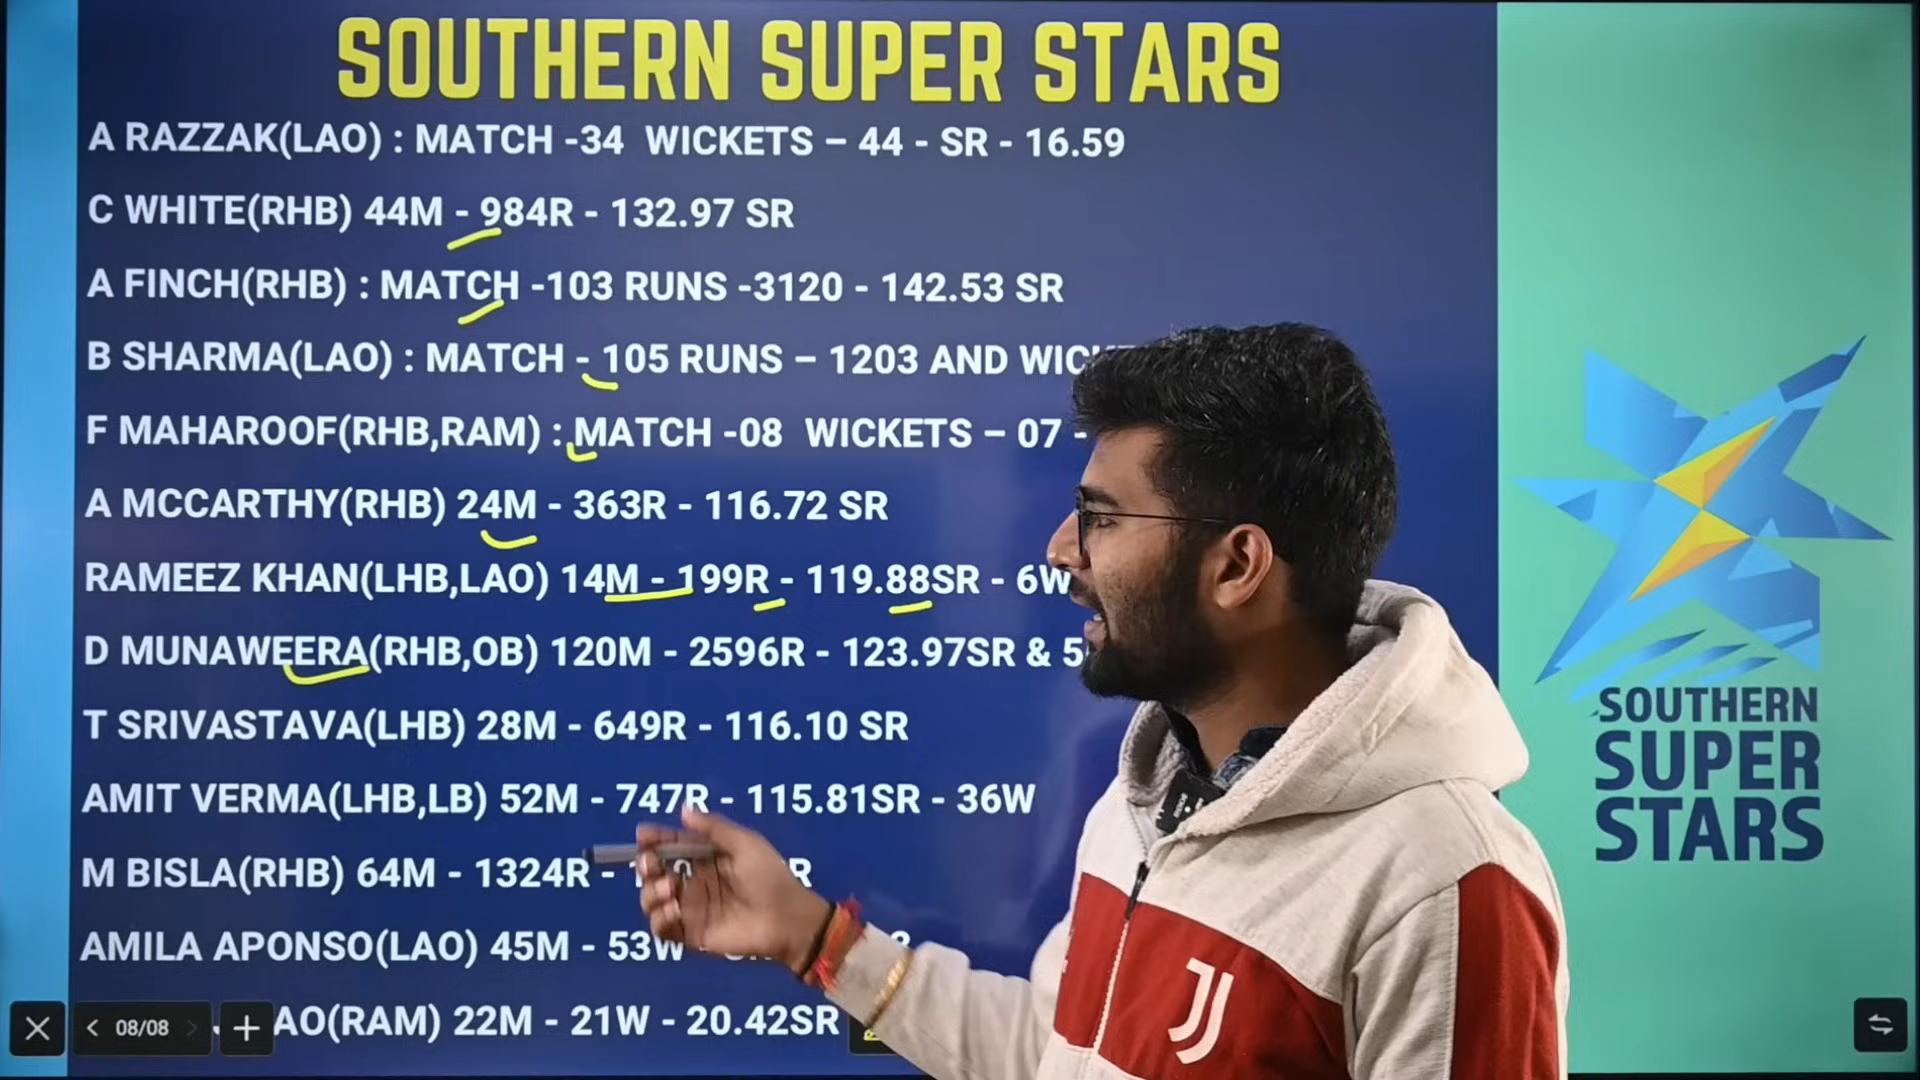 SOUTHERN SUPER STARS
A RAZZAK(LAO) : MATCH -34 WICKETS – 44 - SR - 16.59
C WHITE(RHB) 44M - 984R - 132.97 SR
A FINCH(RHB) : MATCH -103 RUNS -3120 - 142.53 SR
B SHARMA(LAO) : MATCH - 105 RUNS – 1203 AND
F MAHAROOF(RHB,RAM) : MATCH -08 WICKETS – 07 -
A MCCARTHY(RHB) 24M - 363R - 116.72 SR
RAMEEZ KHAN(LHB,LAO) 14M - 199R - 119.88SR - 6W
D MUNAWEERA(RHB,OB) 120M - 2596R - 123.97SR &
T SRIVASTAVA(LHB) 28M - 649R - 116.10 SR
AMIT VERMA(LHB,LB) 52M - 747R - 115.81SR - 36W
M BISLA(RHB) 64M - 1324R -
AMILA APONSO(LAO) 45M - 53W
AO(RAM) 22M - 21W - 20.42SR
08/08
SOUTHERN
SUPER
STARS